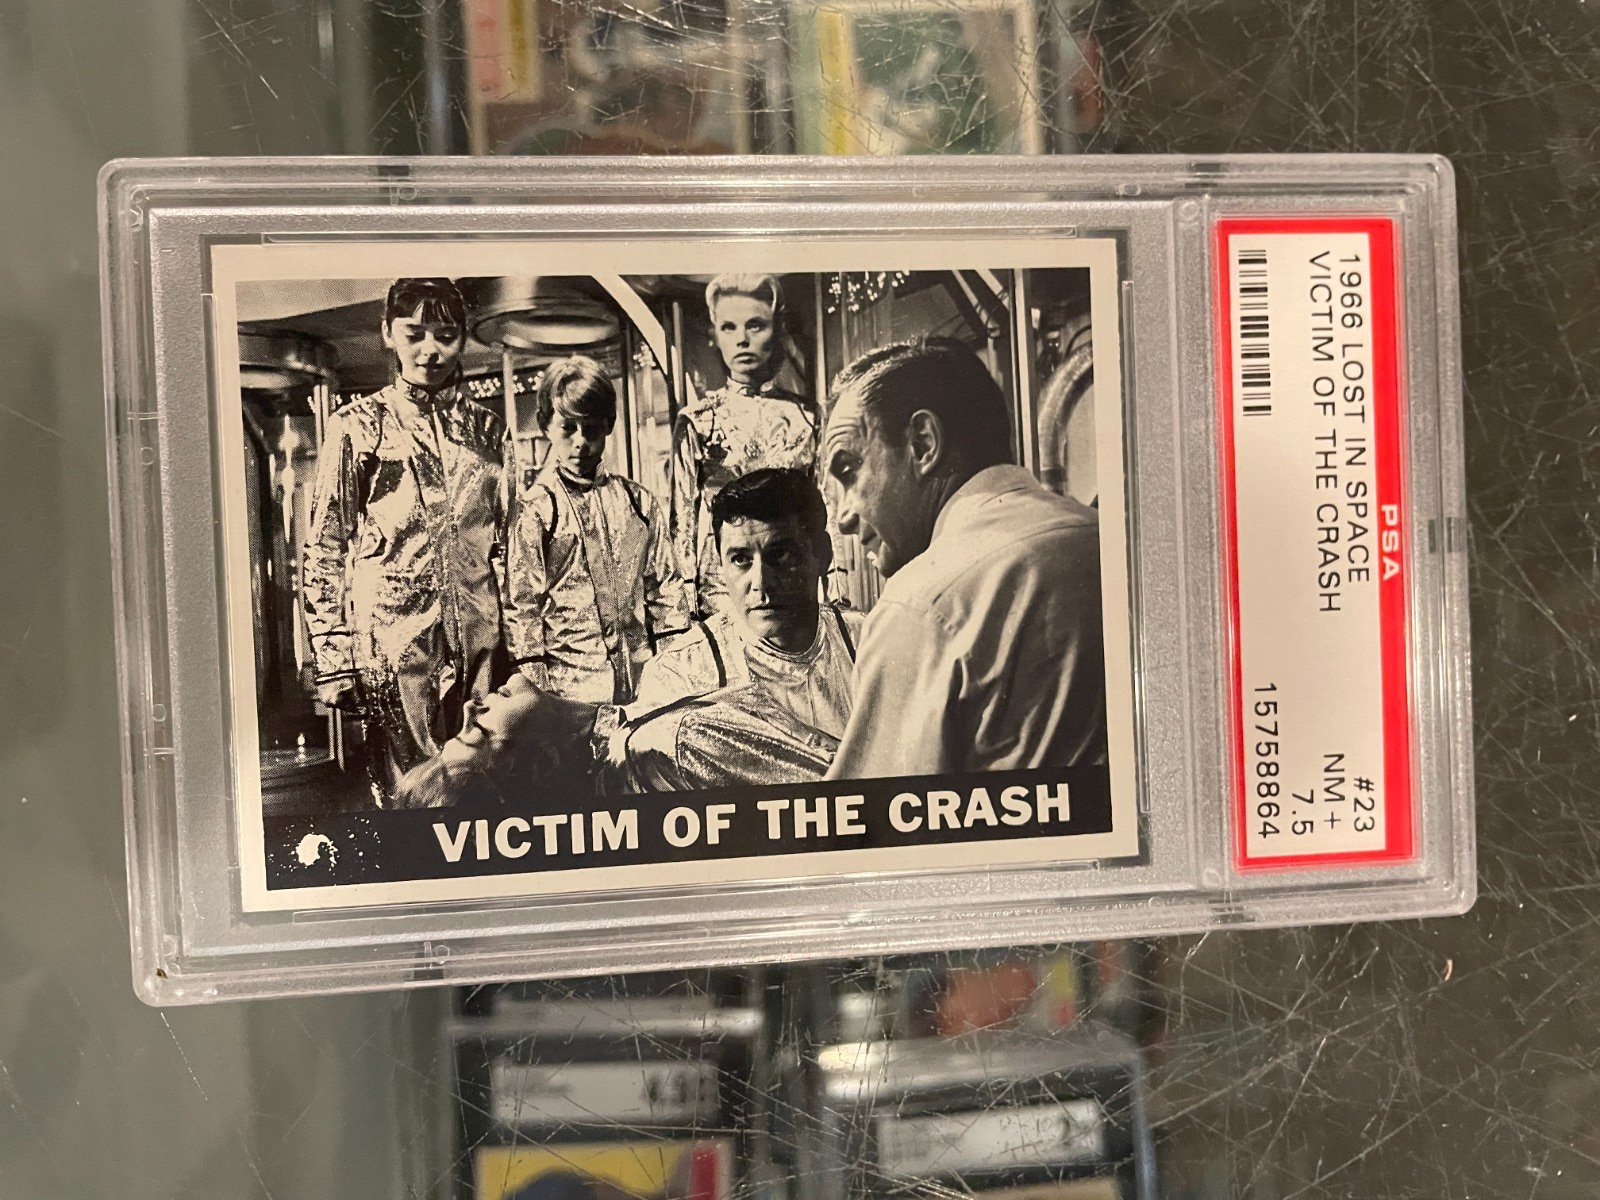 VICTIM OF THE CRASH
PSA
1966 LOST IN SPACE #23
VICTIM OF THE CRASH NM+
7.5
15758864